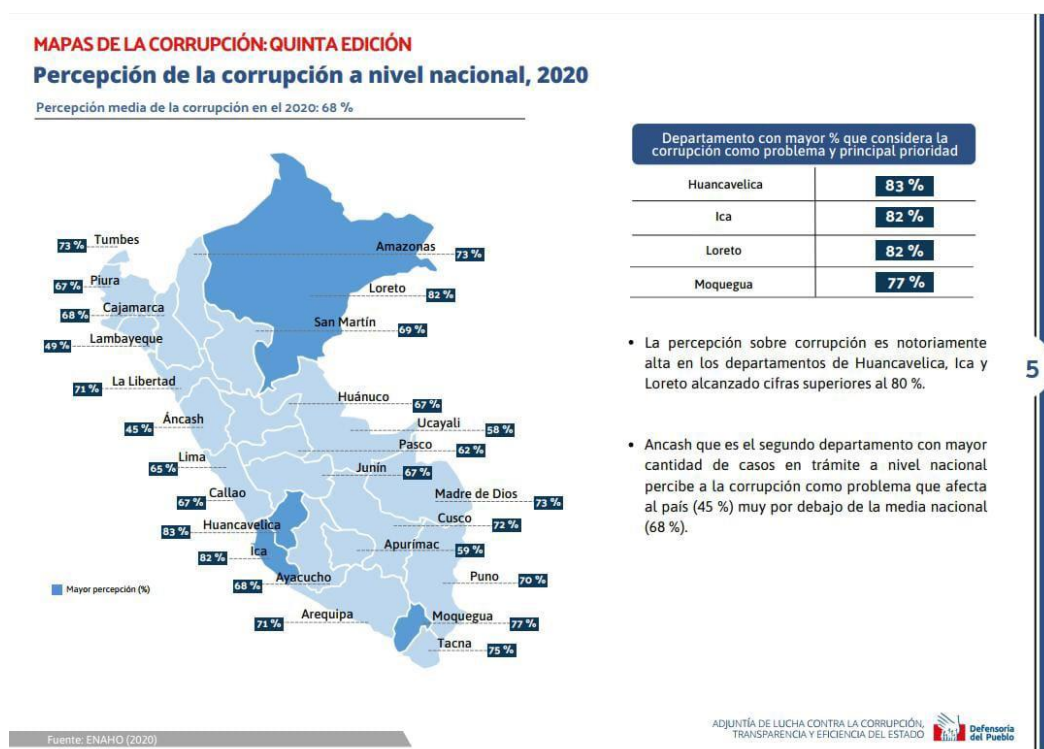 MAPAS DE LA CORRUPCIÓN: QUINTA EDICIÓN
Percepción de la corrupción a nivel nacional, 2020
Percepción media de la corrupción en el 2020: 68 %
Tumbes
73 %
Amazonas
73 %
Piura
67 %
Loreto
82 %
Cajamarca
68 %
San Martín
69 %
Lambayeque
49 %
La Libertad
71 %
Huánuco
67 %
Áncash
45 %
Ucayali
58 %
Pasco
62 %
Lima
65 %
Junín
67 %
Callao
67 %
Madre de Dios
73 %
Huancavelica
83 %
Cusco
72 %
Ica
82 %
Apurímac
59 %
Ayacucho
68 %
Puno
70 %
Mayor percepción (%)
Arequipa
71 %
Moquegua
77 %
Tacna
75 %
Departamento con mayor % que considera la
corrupción como problema y principal prioridad
Huancavelica 83 %
Ica 82 %
Loreto 82 %
Moquegua 77 %
• La percepción sobre corrupción es notoriamente
alta en los departamentos de Huancavelica, Ica y
Loreto alcanzado cifras superiores al 80 %.
• Ancash que es el segundo departamento con mayor
cantidad de casos en trámite a nivel nacional
percibe a la corrupción como problema que afecta
al país (45 %) muy por debajo de la media nacional
(68 %).
5
Fuente: ENAHO (2020)
ADJUNTÍA DE LUCHA CONTRA LA CORRUPCIÓN,
TRANSPARENCIA Y EFICIENCIA DEL ESTADO
Defensoría
del Pueblo